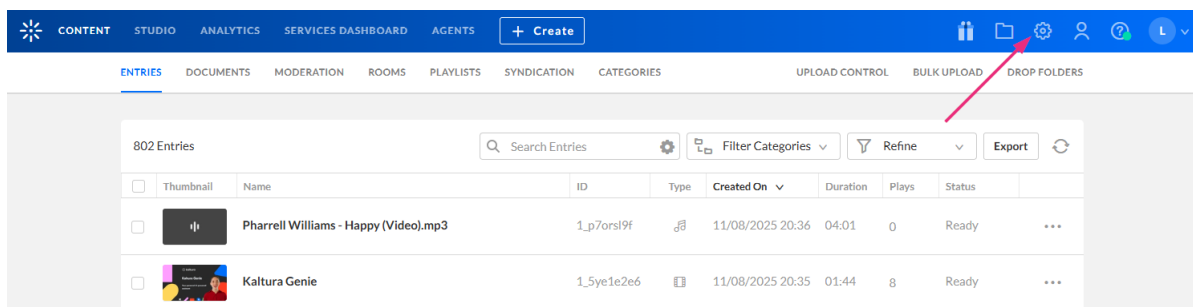 CONTENT STUDIO ANALYTICS SERVICES DASHBOARD AGENTS + Create L
ENTRIES DOCUMENTS MODERATION ROOMS PLAYLISTS SYNDICATION CATEGORIES UPLOAD CONTROL BULK UPLOAD DROP FOLDERS
802 Entries Search Entries Filter Categories Refine Export
Thumbnail Name ID Type Created On Duration Plays Status
Pharrell Williams - Happy (Video).mp3 1_p7orsl9f 11/08/2025 20:36 04:01 0 Ready
Kaltura Genie 1_5ye1e2e6 11/08/2025 20:35 01:44 8 Ready